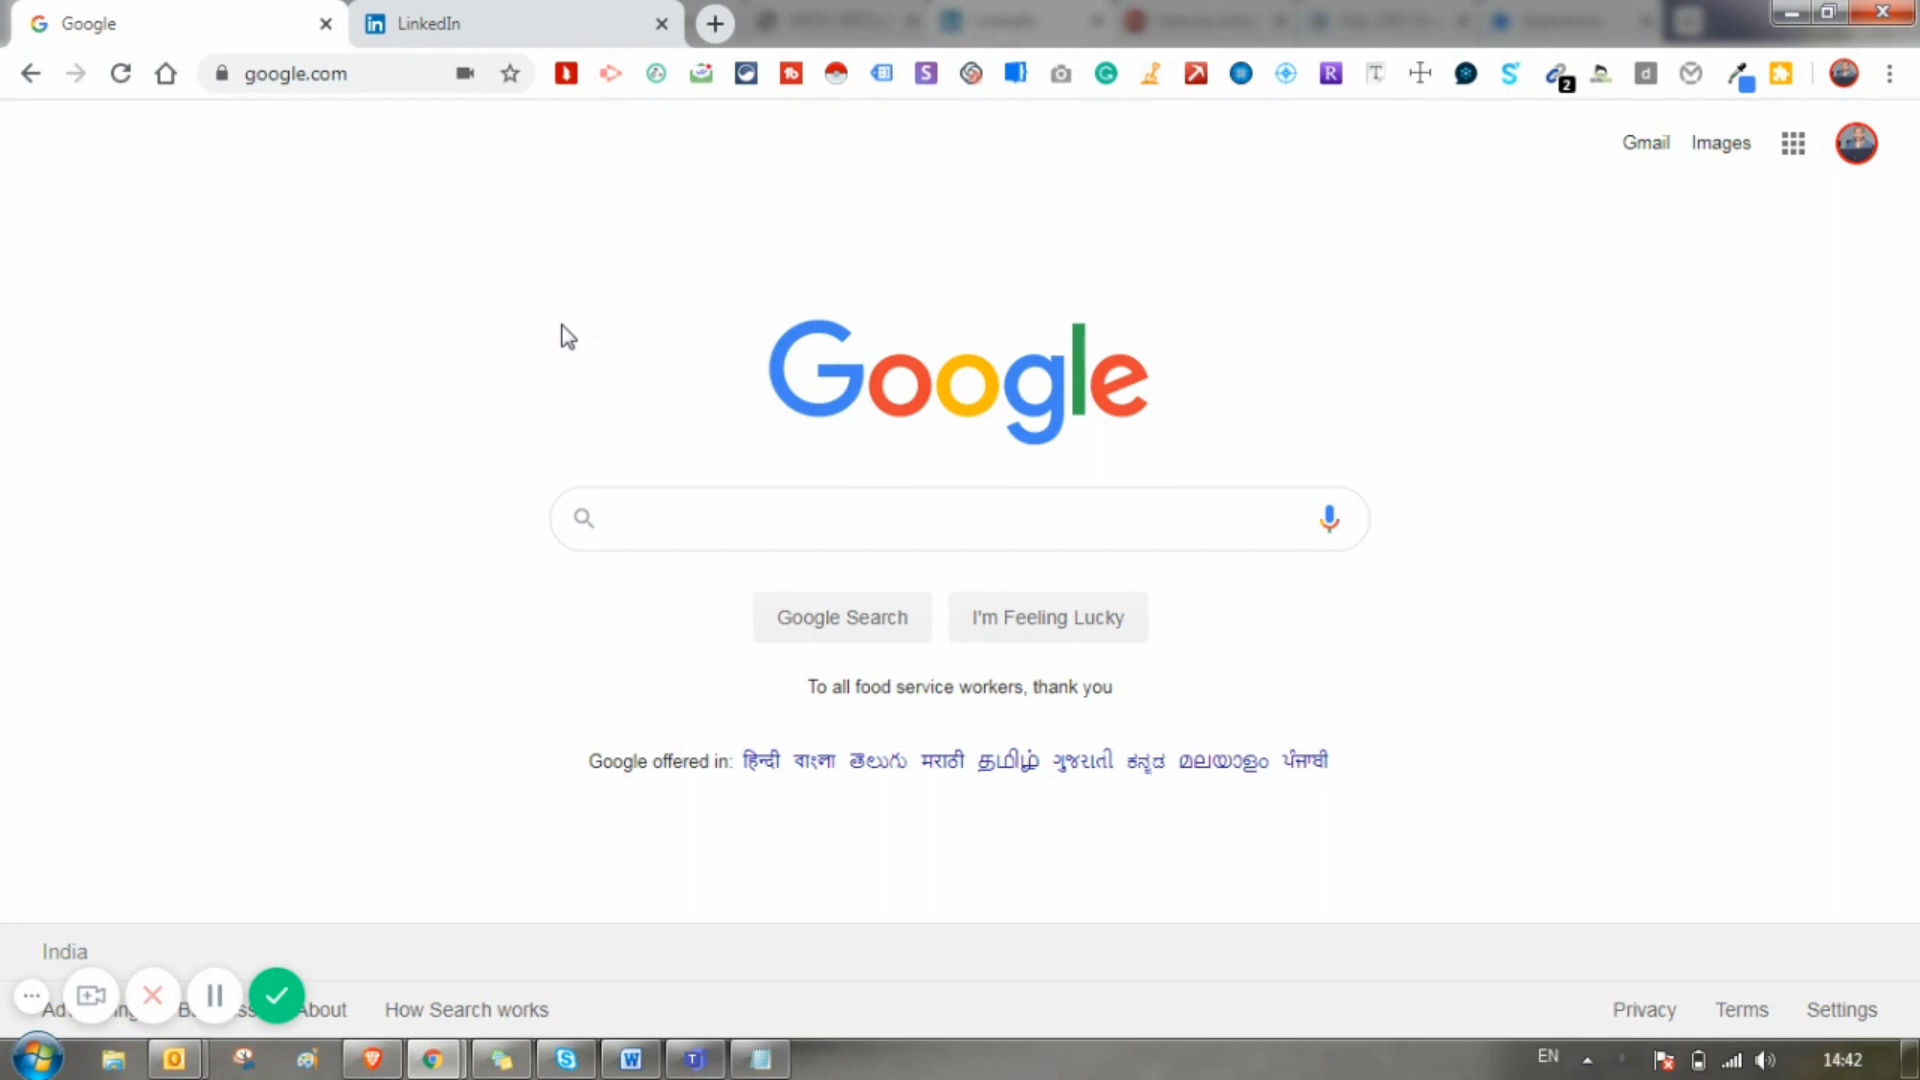 Google
LinkedIn
google.com
2
Gmail Images
Google
Google Search
I'm Feeling Lucky
To all food service workers, thank you
Google offered in: हिन्दी বাংলা తెలుగు मराठी தமிழ் ગુજરાતી ಕನ್ನಡ മലയാളം ਪੰਜਾਬੀ
India
About How Search works Privacy Terms Settings
EN 14:42